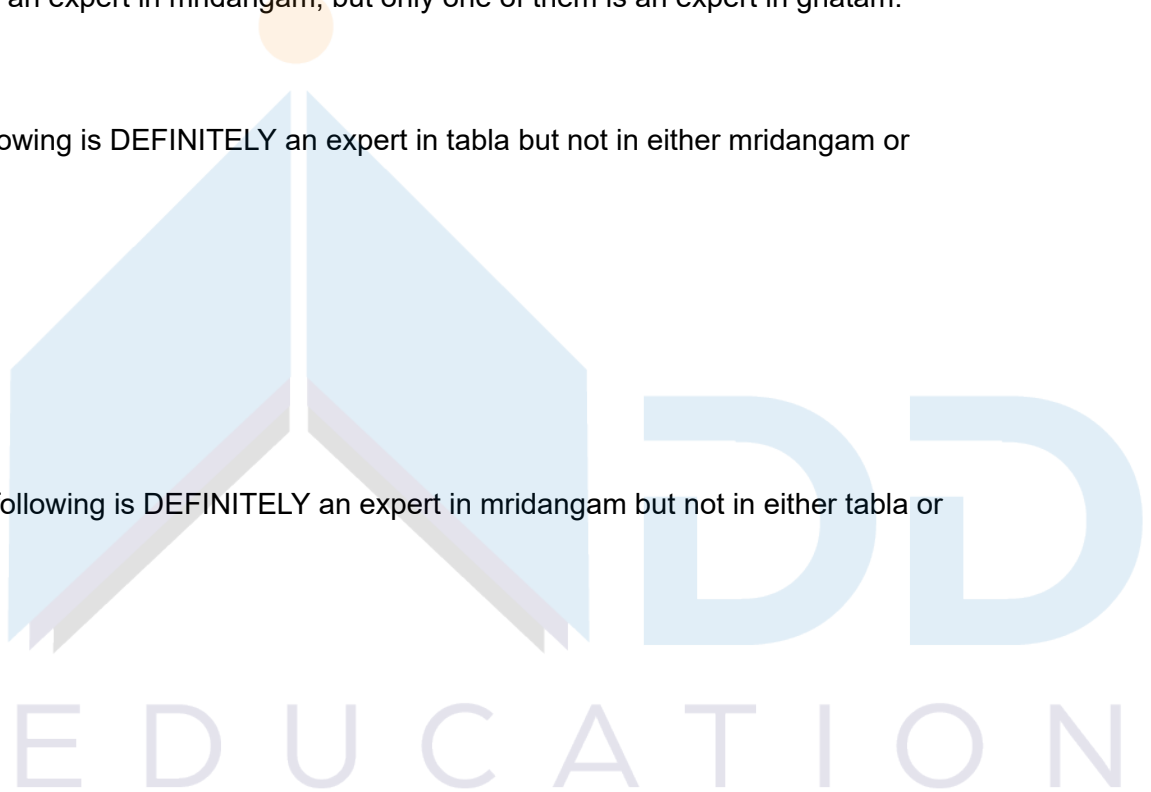 an expert in mridangam, but only one of them is an expert in ghatam.
owing is DEFINITELY an expert in tabla but not in either mridangam or
following is DEFINITELY an expert in mridangam but not in either tabla or
DD
EDUCATION